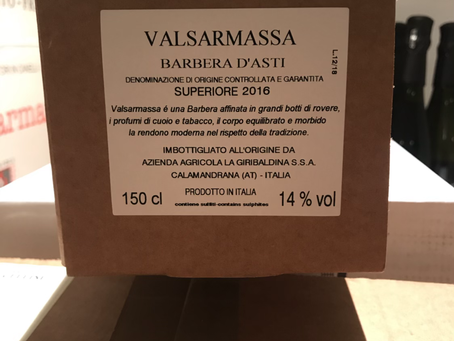 VALSARMASSA
BARBERA D'ASTI
DENOMINAZIONE DI ORIGINE CONTROLLATA E GARANTITA
SUPERIORE 2016
Valsarmassa é una Barbera affinata in grandi botti di rovere,
i profumi di cuoio e tabacco, il corpo equilibrato e morbido
la rendono moderna nel rispetto della tradizione.
IMBOTTIGLIATO ALL'ORIGINE DA
AZIENDA AGRICOLA LA GIRIBALDINA S.S.A.
CALAMANDRANA (AT) - ITALIA
PRODOTTO IN ITALIA
150 cl
14 % vol
contiene solfiti-contains sulphites
L.12/18